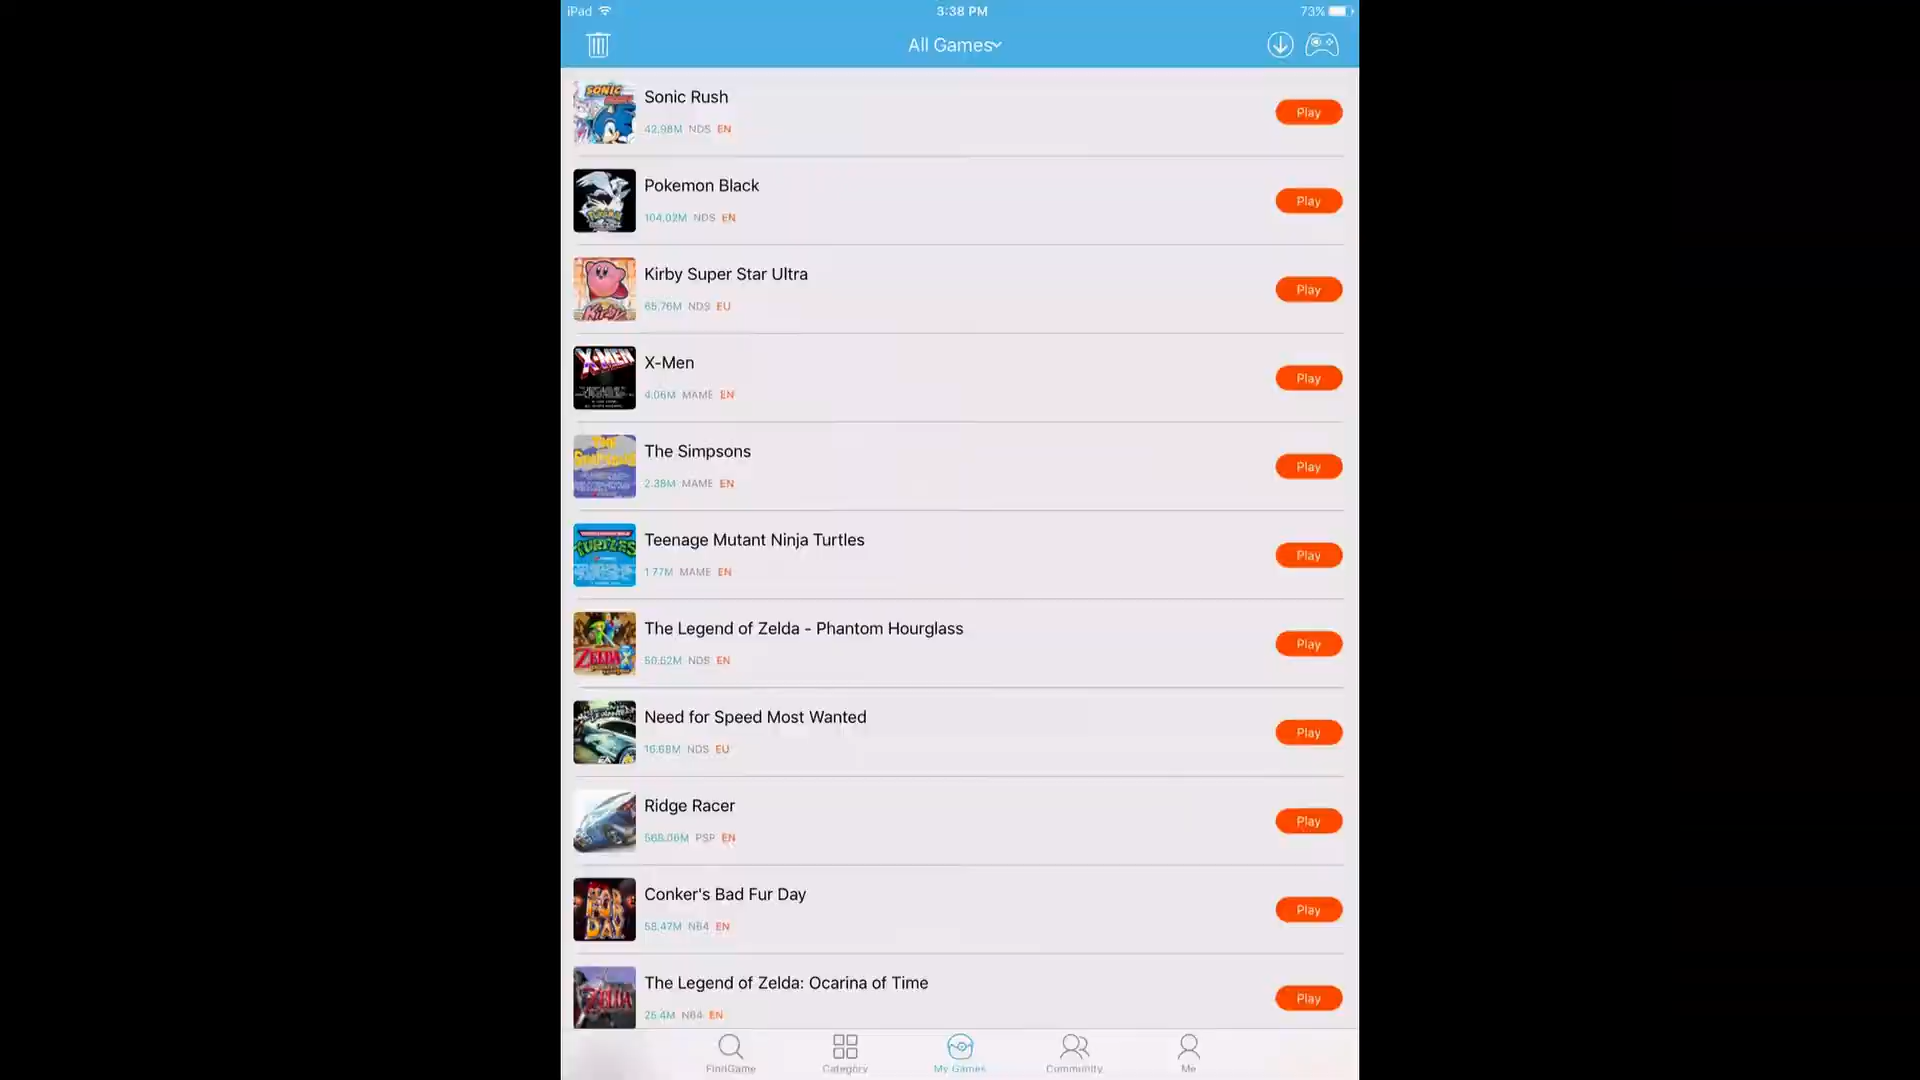 iPad 3:38 PM 73%
All Games
Sonic Rush
42.98M NDS EN
Play
Pokemon Black
104.02M NDS EN
Play
Kirby Super Star Ultra
65.76M NDS EU
Play
X-MEN
X-Men
4.06M MAME EN
Play
The Simpsons
2.38M MAME EN
Play
TURTLES
Teenage Mutant Ninja Turtles
1.77M MAME EN
Play
ZELDA
The Legend of Zelda - Phantom Hourglass
50.52M NDS EN
Play
Need for Speed Most Wanted
16.68M NDS EU
Play
Ridge Racer
568.06M PSP EN
Play
Conker's Bad Fur Day
58.47M N64 EN
Play
ZELDA
The Legend of Zelda: Ocarina of Time
25.4M N64 EN
Play
FindGame Category My Games Community Me